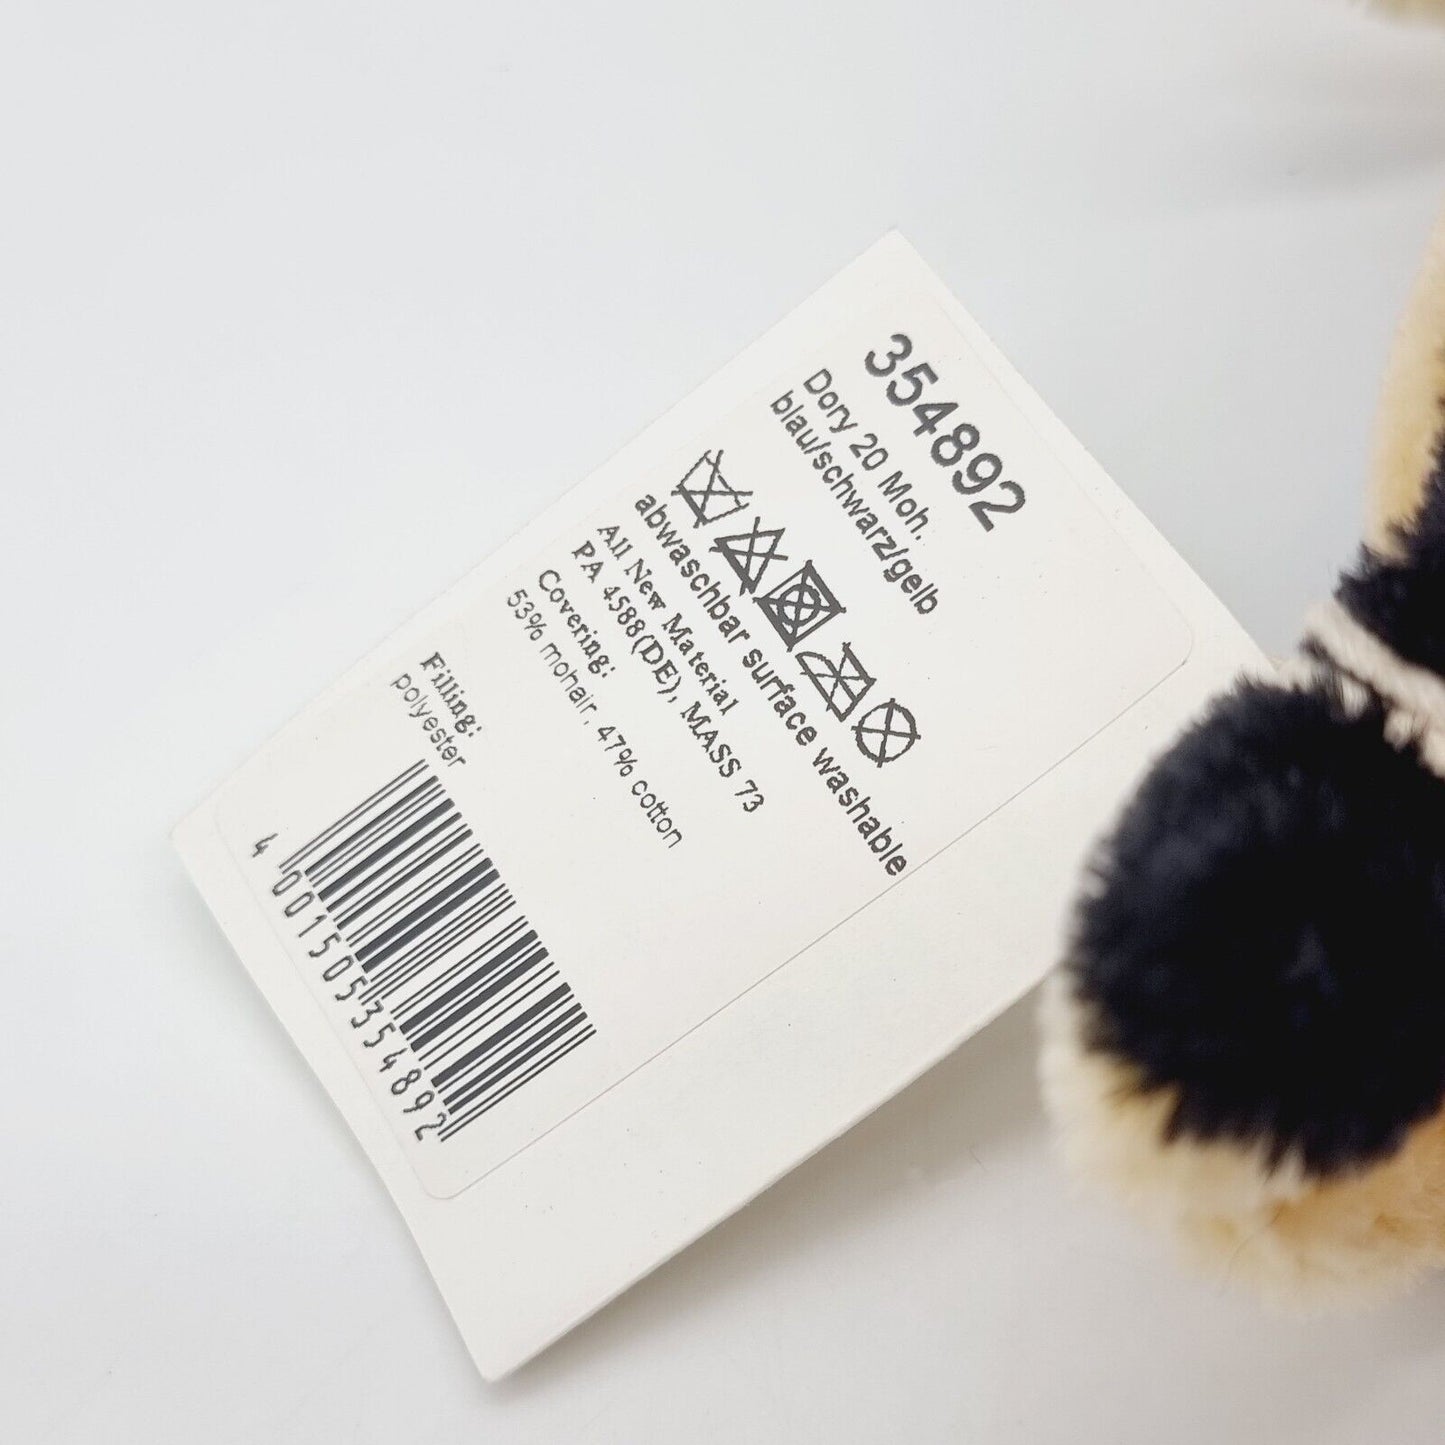 354892
Dory 20 Moh.
blau/schwarz/gelb
abwaschbar surface washable
All New Material
PA 4588(DE), MASS 73
Covering:
53% mohair, 47% cotton
Filling:
polyester
4 001505 354892